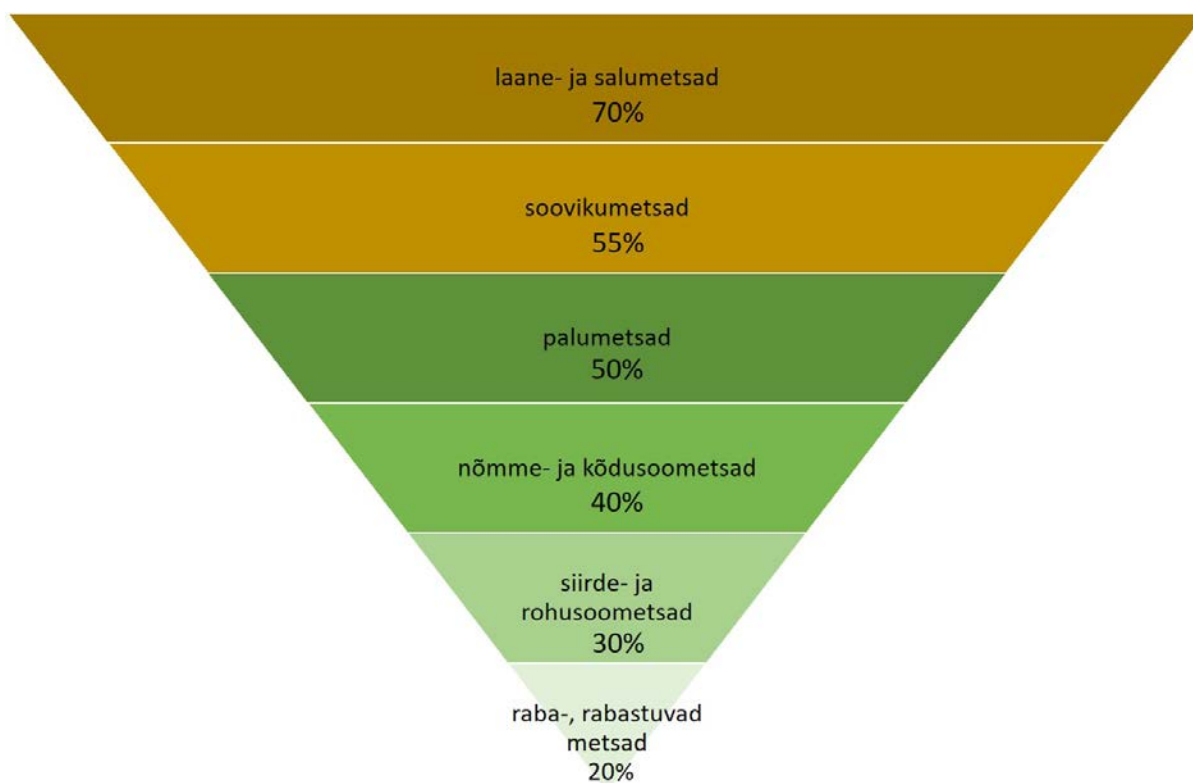 laane- ja salumetsad
70%
soovikumetsad
55%
palumetsad
50%
nõmme- ja kõdusoometsad
40%
siirde- ja
rohusoometsad
30%
raba-, rabastuvad
metsad
20%